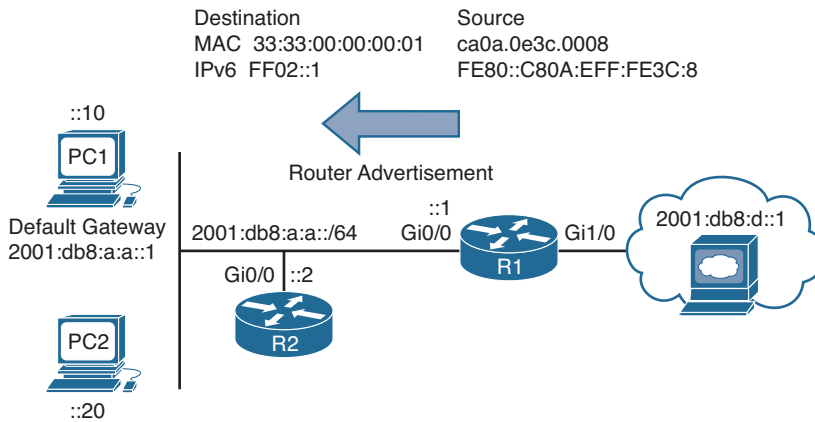 Destination Source
MAC 33:33:00:00:00:01 ca0a.0e3c.0008
IPv6 FF02::1 FE80::C80A:EFF:FE3C:8
::10
PC1
Router Advertisement
Default Gateway
2001:db8:a:a::1
2001:db8:a:a::/64
::1
Gi0/0
R1
Gi1/0
2001:db8:d::1
Gi0/0 ::2
R2
PC2
::20